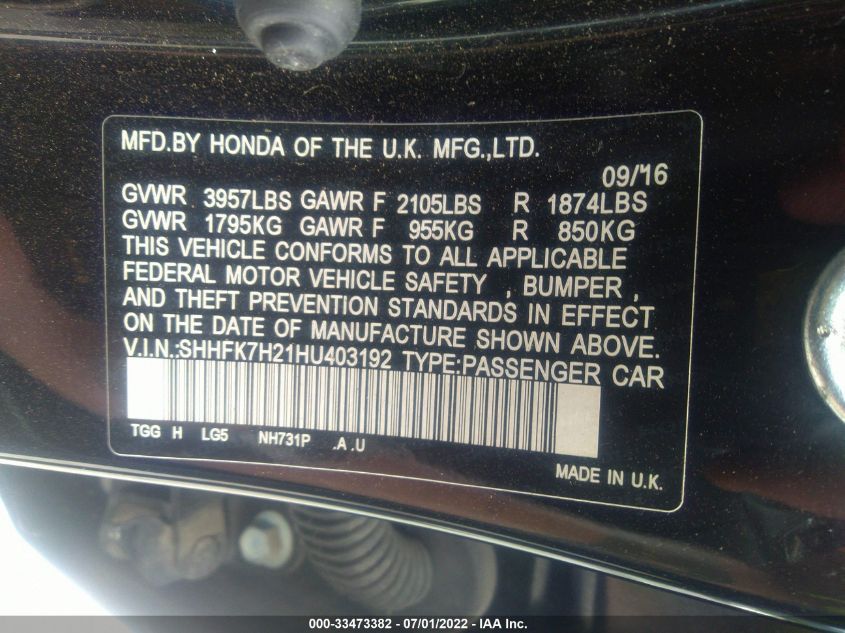 MFD.BY HONDA OF THE U.K. MFG.,LTD.
09/16
GVWR 3957LBS GAWR F 2105LBS R 1874LBS
GVWR 1795KG GAWR F 955KG R 850KG
THIS VEHICLE CONFORMS TO ALL APPLICABLE
FEDERAL MOTOR VEHICLE SAFETY , BUMPER ,
AND THEFT PREVENTION STANDARDS IN EFFECT
ON THE DATE OF MANUFACTURE SHOWN ABOVE.
V.I.N.:SHHFK7H21HU403192 TYPE:PASSENGER CAR
TGG H LG5 NH731P .A .U
MADE IN U.K.
000-33473382 - 07/01/2022 - IAA Inc.